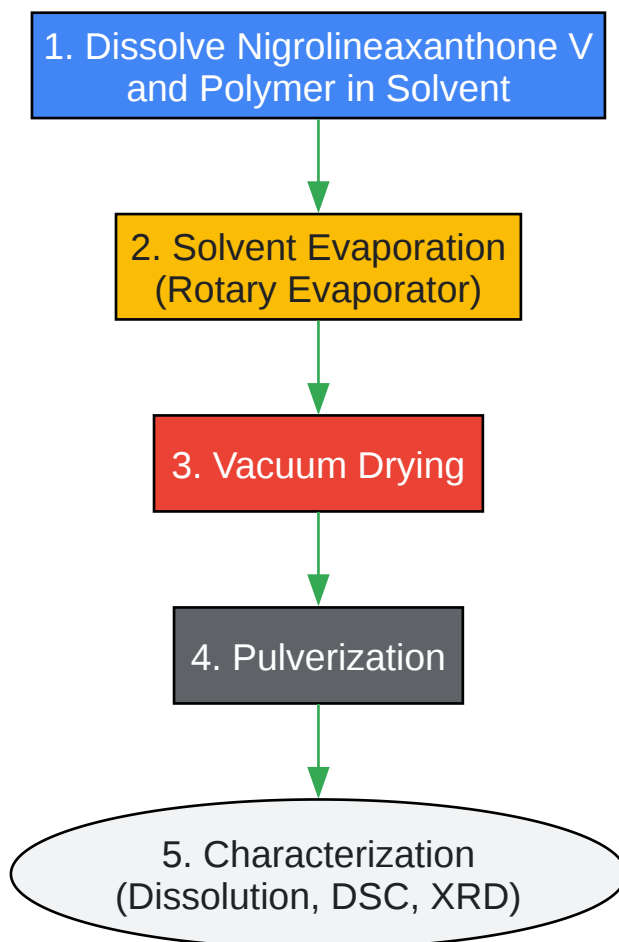 1. Dissolve Nigrolineaxanthone V
and Polymer in Solvent
2. Solvent Evaporation
(Rotary Evaporator)
3. Vacuum Drying
4. Pulverization
5. Characterization
(Dissolution, DSC, XRD)